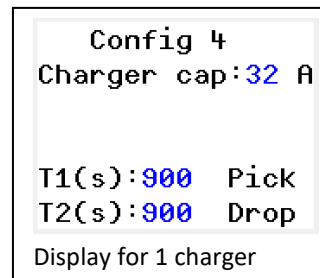 Config 4
Charger cap:32 A
T1(s):900 Pick
T2(s):900 Drop
Display for 1 charger